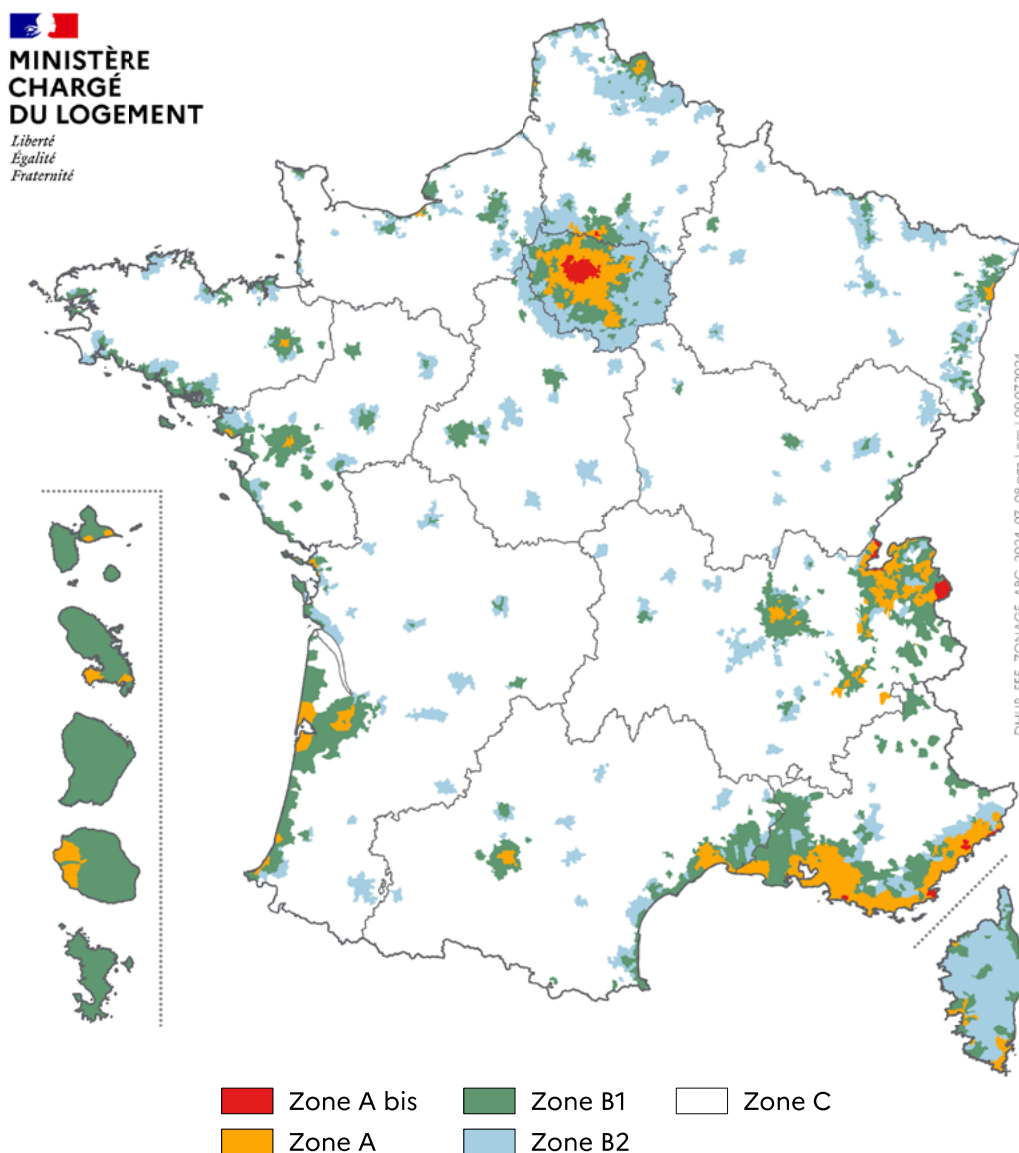 MINISTÈRE
CHARGÉ
DU LOGEMENT
Liberté
Égalité
Fraternité
Zone A bis
Zone B1
Zone C
Zone A
Zone B2